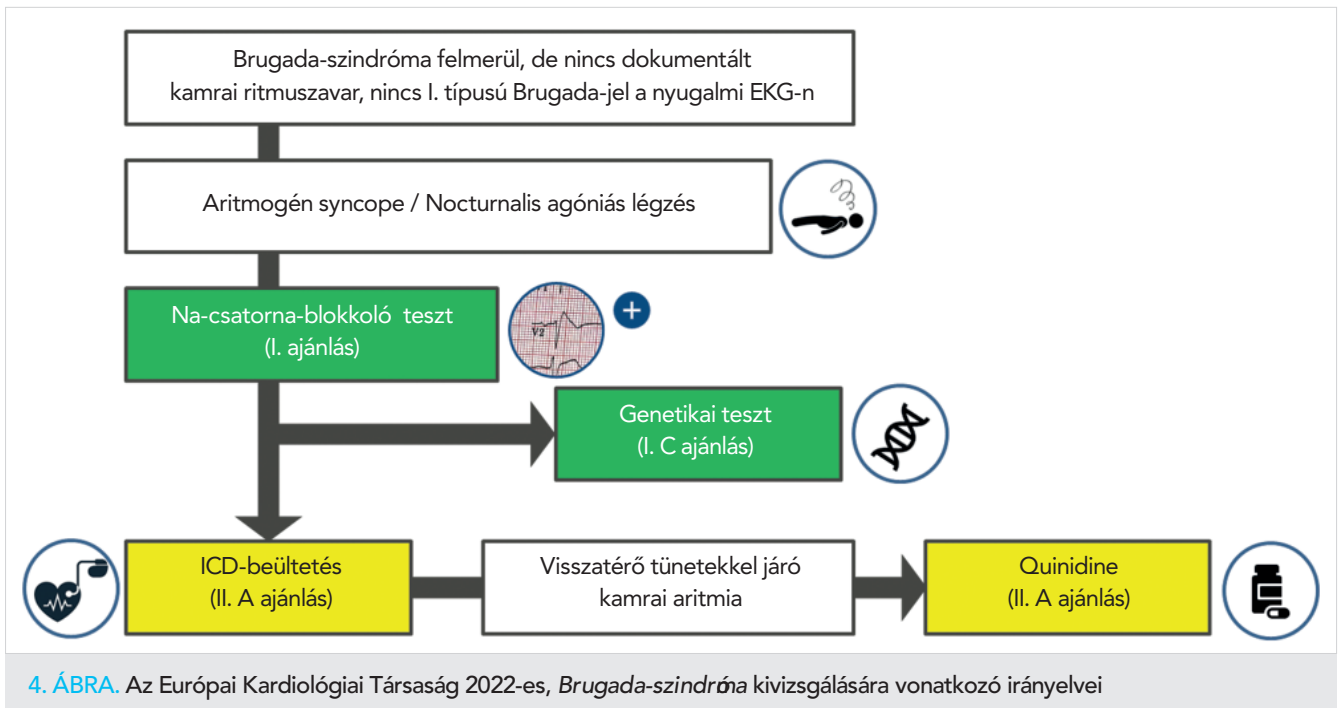 Brugada-szindróma felmerül, de nincs dokumentált
kamrai ritmuszavar, nincs I. típusú Brugada-jel a nyugalmi EKG-n
Aritmogén syncope / Nocturnalis agóniás légzés
Na-csatorna-blokkoló teszt
(I. ajánlás)
V2
+
Genetikai teszt
(I. C ajánlás)
ICD-beültetés
(II. A ajánlás)
Visszatérő tünetekkel járó
kamrai aritmia
Quinidine
(II. A ajánlás)
4. ÁBRA. Az Európai Kardiológiai Társaság 2022-es, Brugada-szindróma kivizsgálására vonatkozó irányelvei